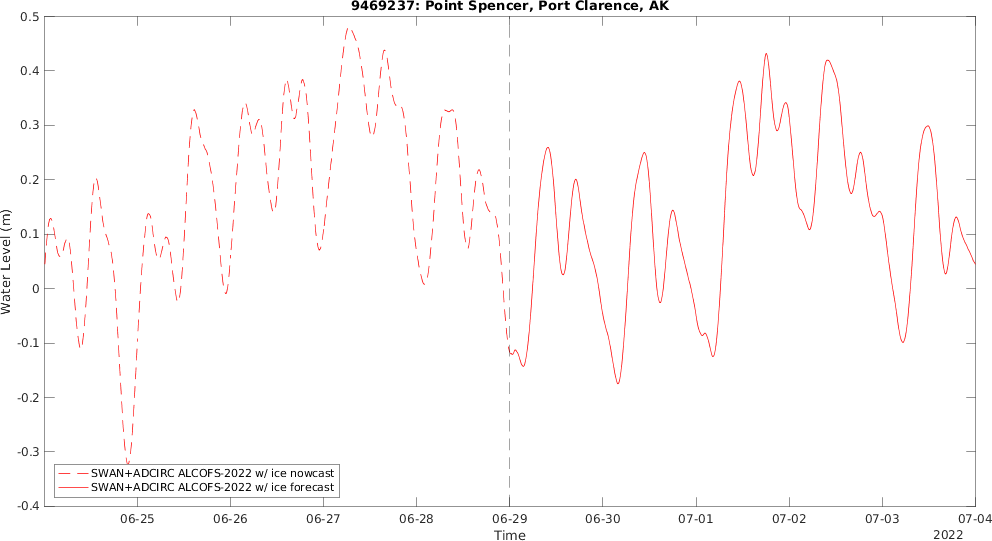 9469237: Point Spencer, Port Clarence, AK
Water Level (m)
0.5
0.4
0.3
0.2
0.1
0
-0.1
-0.2
-0.3
-0.4
SWAN+ADCIRC ALCOFS-2022 w/ ice nowcast
SWAN+ADCIRC ALCOFS-2022 w/ ice forecast
06-25 06-26 06-27 06-28 06-29 06-30 07-01 07-02 07-03 07-04
Time
2022